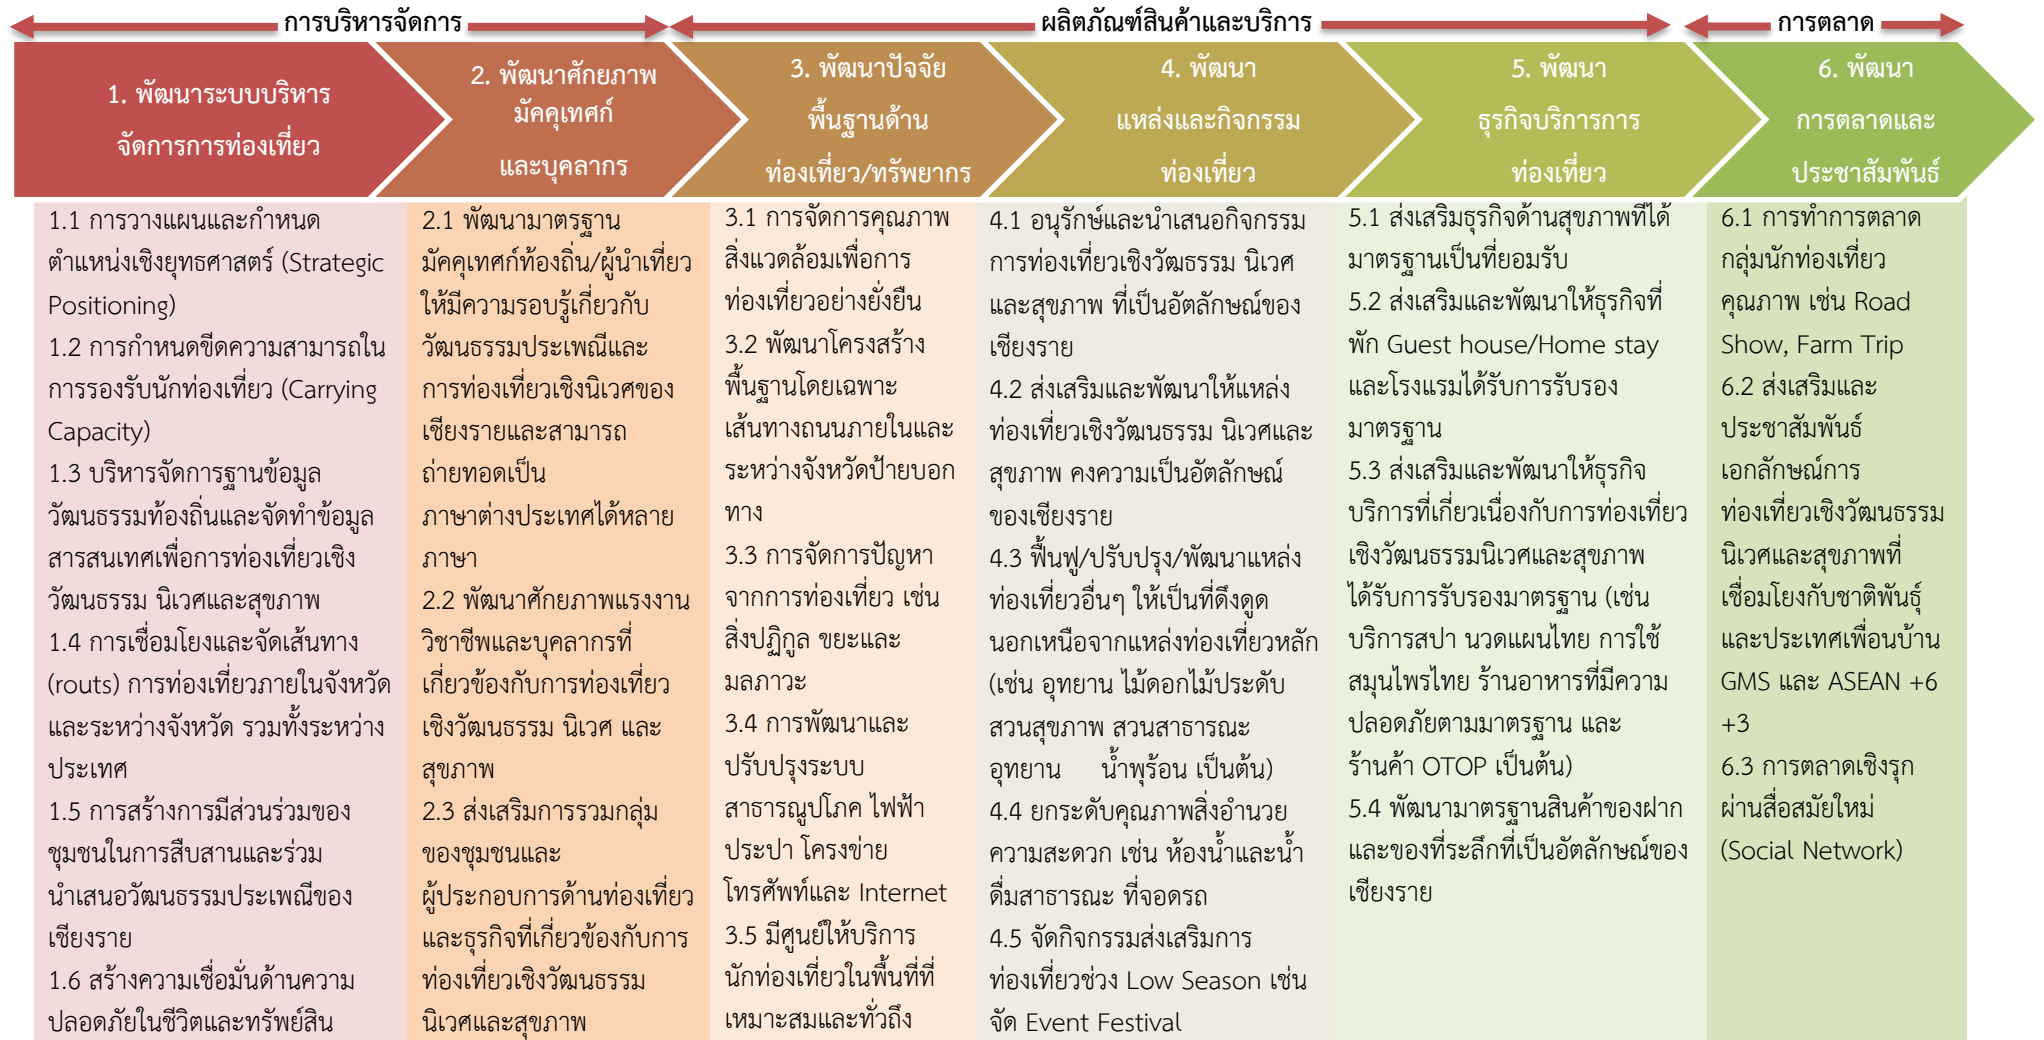 การบริหารจัดการ
ผลิตภัณฑ์สินค้าและบริการ
การตลาด
1. พัฒนาระบบบริหาร
จัดการการท่องเที่ยว
2. พัฒนาศักยภาพ
มัคคุเทศก์
และบุคลากร
3. พัฒนาปัจจัย
พื้นฐานด้าน
ท่องเที่ยว/ทรัพยากร
4. พัฒนา
แหล่งและกิจกรรม
ท่องเที่ยว
5. พัฒนา
ธุรกิจบริการการ
ท่องเที่ยว
6. พัฒนา
การตลาดและ
ประชาสัมพันธ์
1.1 การวางแผนและกำหนด
ตำแหน่งเชิงยุทธศาสตร์ (Strategic
Positioning)
1.2 การกำหนดขีดความสามารถใน
การรองรับนักท่องเที่ยว (Carrying
Capacity)
1.3 บริหารจัดการฐานข้อมูล
วัฒนธรรมท้องถิ่นและจัดทำข้อมูล
สารสนเทศเพื่อการท่องเที่ยวเชิง
วัฒนธรรม นิเวศและสุขภาพ
1.4 การเชื่อมโยงและจัดเส้นทาง
(routs) การท่องเที่ยวภายในจังหวัด
และระหว่างจังหวัด รวมทั้งระหว่าง
ประเทศ
1.5 การสร้างการมีส่วนร่วมของ
ชุมชนในการสืบสานและร่วม
นำเสนอวัฒนธรรมประเพณีของ
เชียงราย
1.6 สร้างความเชื่อมั่นด้านความ
ปลอดภัยในชีวิตและทรัพย์สิน
2.1 พัฒนามาตรฐาน
มัคคุเทศก์ท้องถิ่น/ผู้นำเที่ยว
ให้มีความรอบรู้เกี่ยวกับ
วัฒนธรรมประเพณีและ
การท่องเที่ยวเชิงนิเวศของ
เชียงรายและสามารถ
ถ่ายทอดเป็น
ภาษาต่างประเทศได้หลาย
ภาษา
2.2 พัฒนาศักยภาพแรงงาน
วิชาชีพและบุคลากรที่
เกี่ยวข้องกับการท่องเที่ยว
เชิงวัฒนธรรม นิเวศ และ
สุขภาพ
2.3 ส่งเสริมการรวมกลุ่ม
ของชุมชนและ
ผู้ประกอบการด้านท่องเที่ยว
และธุรกิจที่เกี่ยวข้องกับการ
ท่องเที่ยวเชิงวัฒนธรรม
นิเวศและสุขภาพ
3.1 การจัดการคุณภาพ
สิ่งแวดล้อมเพื่อการ
ท่องเที่ยวอย่างยั่งยืน
3.2 พัฒนาโครงสร้าง
พื้นฐานโดยเฉพาะ
เส้นทางถนนภายในและ
ระหว่างจังหวัดป้ายบอก
ทาง
3.3 การจัดการปัญหา
จากการท่องเที่ยว เช่น
สิ่งปฏิกูล ขยะและ
มลภาวะ
3.4 การพัฒนาและ
ปรับปรุงระบบ
สาธารณูปโภค ไฟฟ้า
ประปา โครงข่าย
โทรศัพท์และ Internet
3.5 มีศูนย์ให้บริการ
นักท่องเที่ยวในพื้นที่ที่
เหมาะสมและทั่วถึง
4.1 อนุรักษ์และนำเสนอกิจกรรม
การท่องเที่ยวเชิงวัฒธรรม นิเวศ
และสุขภาพ ที่เป็นอัตลักษณ์ของ
เชียงราย
4.2 ส่งเสริมและพัฒนาให้แหล่ง
ท่องเที่ยวเชิงวัฒนธรรม นิเวศและ
สุขภาพ คงความเป็นอัตลักษณ์
ของเชียงราย
4.3 ฟื้นฟู/ปรับปรุง/พัฒนาแหล่ง
ท่องเที่ยวอื่นๆ ให้เป็นที่ดึงดูด
นอกเหนือจากแหล่งท่องเที่ยวหลัก
(เช่น อุทยาน ไม้ดอกไม้ประดับ
สวนสุขภาพ สวนสาธารณะ
อุทยาน น้ำพุร้อน เป็นต้น)
4.4 ยกระดับคุณภาพสิ่งอำนวย
ความสะดวก เช่น ห้องน้ำและน้ำ
ดื่มสาธารณะ ที่จอดรถ
4.5 จัดกิจกรรมส่งเสริมการ
ท่องเที่ยวช่วง Low Season เช่น
จัด Event Festival
5.1 ส่งเสริมธุรกิจด้านสุขภาพที่ได้
มาตรฐานเป็นที่ยอมรับ
5.2 ส่งเสริมและพัฒนาให้ธุรกิจที่
พัก Guest house/Home stay
และโรงแรมได้รับการรับรอง
มาตรฐาน
5.3 ส่งเสริมและพัฒนาให้ธุรกิจ
บริการที่เกี่ยวเนื่องกับการท่องเที่ยว
เชิงวัฒนธรรมนิเวศและสุขภาพ
ได้รับการรับรองมาตรฐาน (เช่น
บริการสปา นวดแผนไทย การใช้
สมุนไพรไทย ร้านอาหารที่มีความ
ปลอดภัยตามมาตรฐาน และ
ร้านค้า OTOP เป็นต้น)
5.4 พัฒนามาตรฐานสินค้าของฝาก
และของที่ระลึกที่เป็นอัตลักษณ์ของ
เชียงราย
6.1 การทำการตลาด
กลุ่มนักท่องเที่ยว
คุณภาพ เช่น Road
Show, Farm Trip
6.2 ส่งเสริมและ
ประชาสัมพันธ์
เอกลักษณ์การ
ท่องเที่ยวเชิงวัฒนธรรม
นิเวศและสุขภาพที่
เชื่อมโยงกับชาติพันธุ์
และประเทศเพื่อนบ้าน
GMS และ ASEAN +6
+3
6.3 การตลาดเชิงรุก
ผ่านสื่อสมัยใหม่
(Social Network)